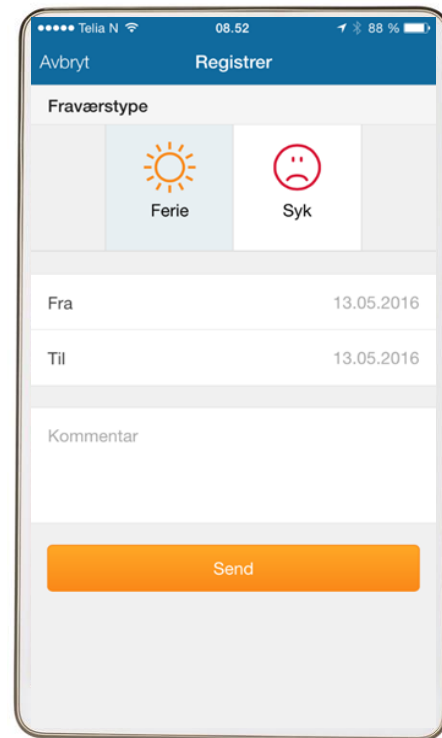 Telia N 08.52 88 %
Avbryt Registrer
Fraværstype
Ferie Syk
Fra 13.05.2016
Til 13.05.2016
Kommentar
Send